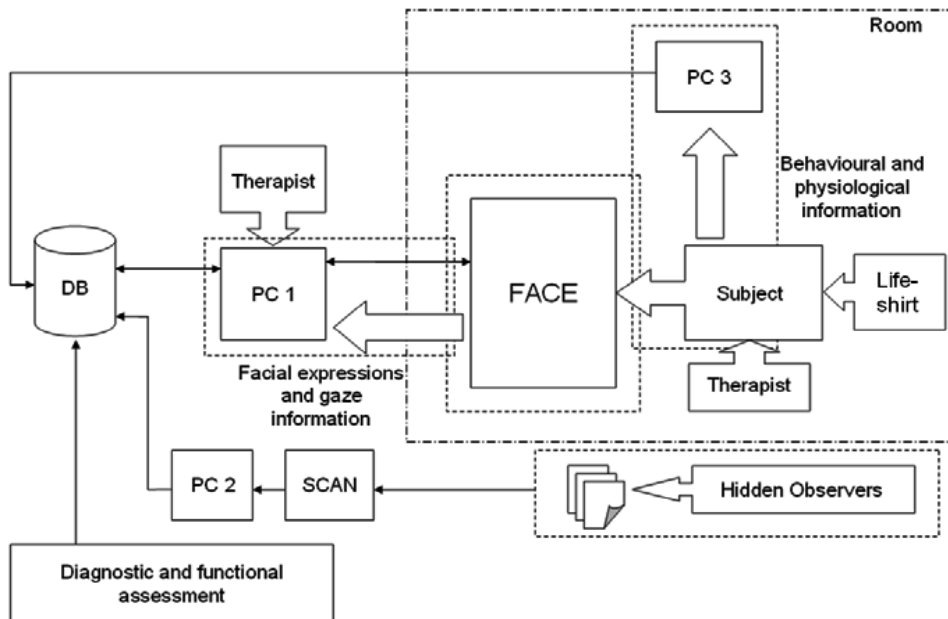 Room
PC 3
Therapist
Behavioural and
physiological
information
DB
PC 1
FACE
Subject
Life-
shirt
Facial expressions
and gaze
information
Therapist
PC 2
SCAN
Hidden Observers
Diagnostic and functional
assessment